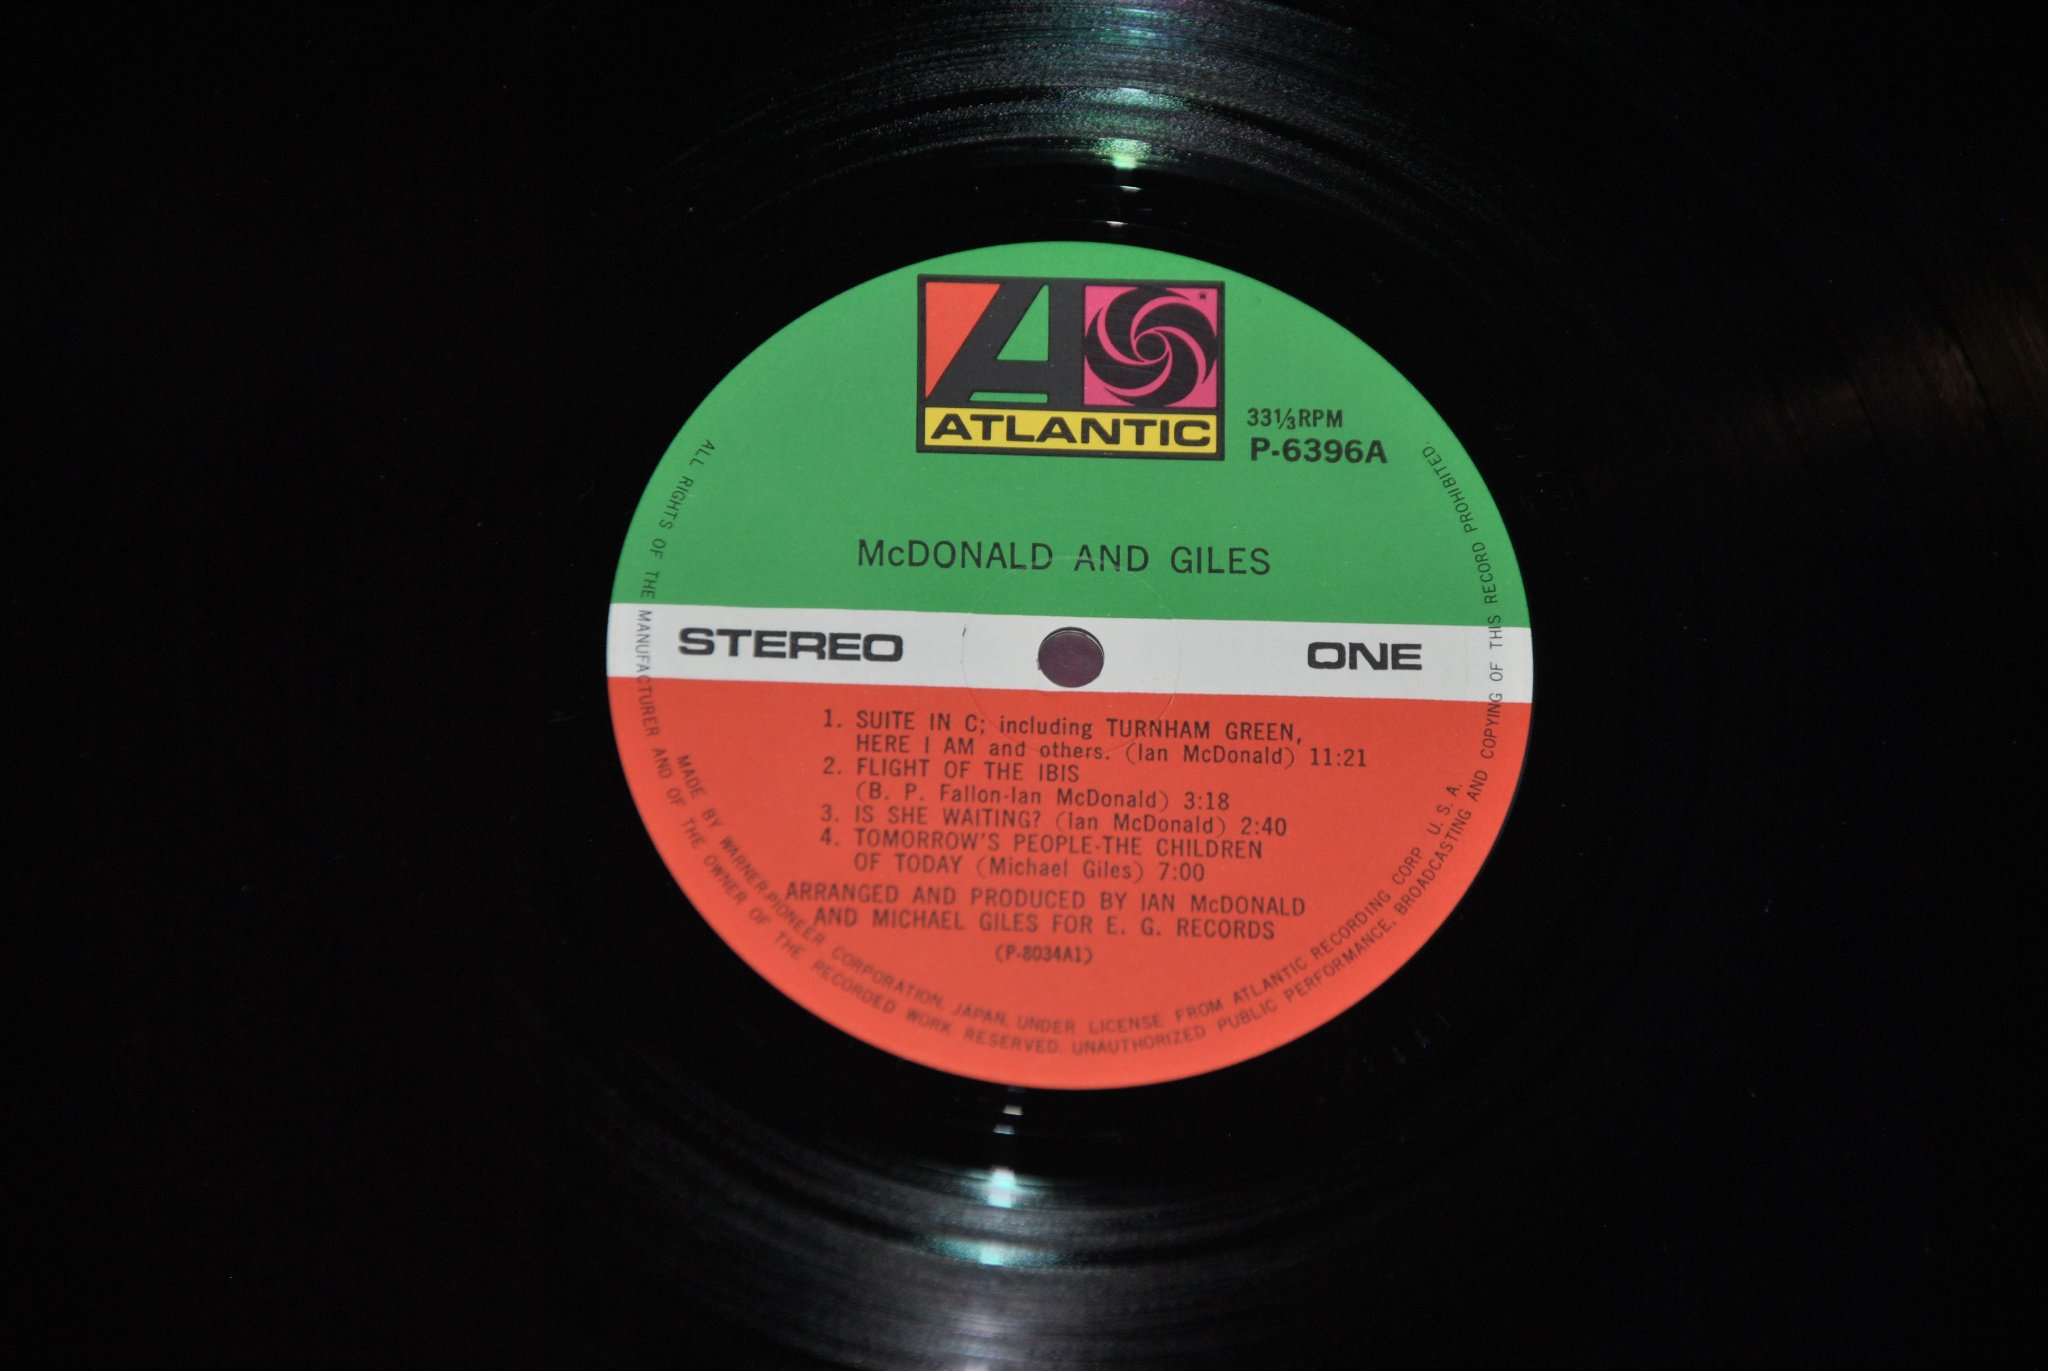 ATLANTIC
33⅓RPM
P-6396A
McDONALD AND GILES
STEREO
ONE
1. SUITE IN C; including TURNHAM GREEN,
HERE I AM and others. (Ian McDonald) 11:21
2. FLIGHT OF THE IBIS
(B. P. Fallon-Ian McDonald) 3:18
3. IS SHE WAITING? (Ian McDonald) 2:40
4. TOMORROW'S PEOPLE-THE CHILDREN
OF TODAY (Michael Giles) 7:00
ARRANGED AND PRODUCED BY IAN McDONALD
AND MICHAEL GILES FOR E. G. RECORDS
(P-8034A1)
MADE BY WARNER-PIONEER CORPORATION, JAPAN, UNDER LICENSE FROM ATLANTIC RECORDING CORP U. S. A.
ALL RIGHTS OF THE MANUFACTURER AND OF THE OWNER OF THE RECORDED WORK RESERVED. UNAUTHORIZED PUBLIC PERFORMANCE, BROADCASTING AND COPYING OF THIS RECORD PROHIBITED.